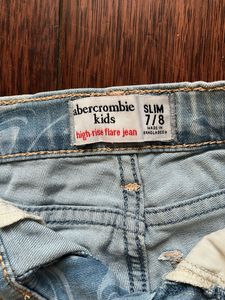 abercrombie
kids
high-rise flare jean
SLIM
7/8
MADE IN
BANGLADESH